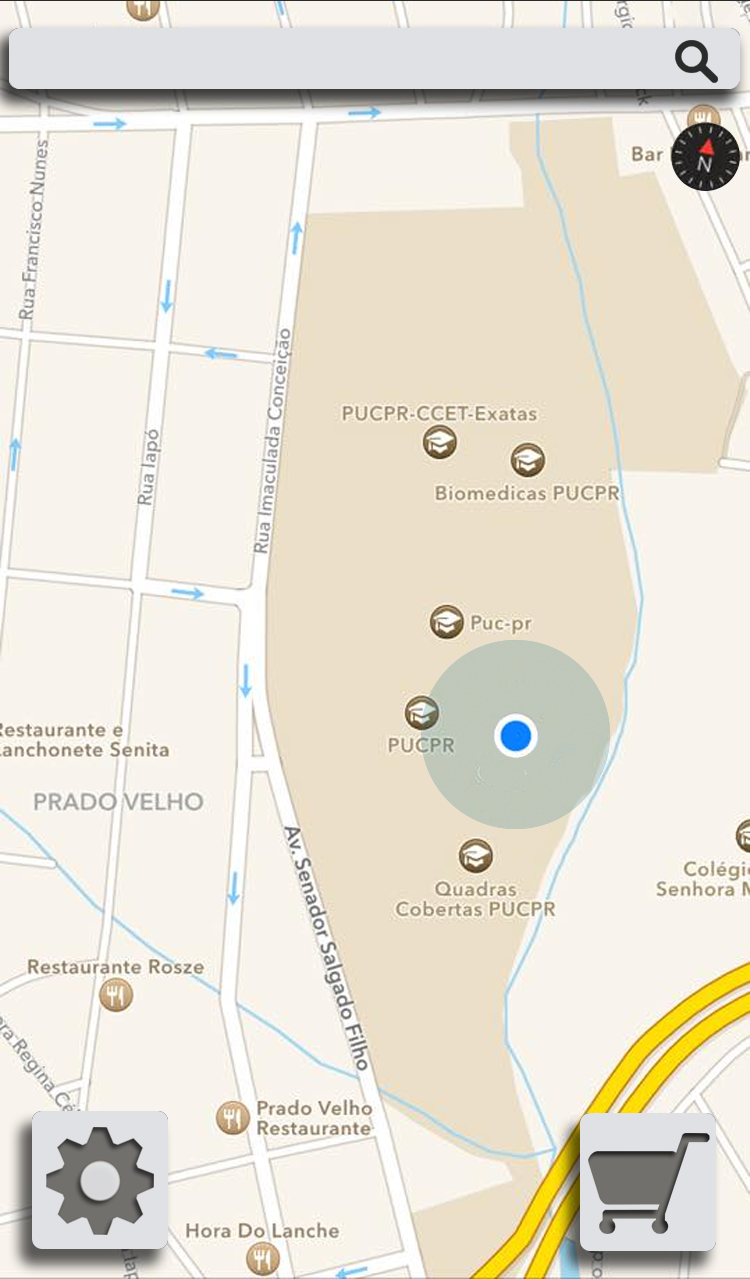 Bar
N
Rua Francisco Nunes
Rua Imaculada Conceição
PUCPR-CCET-Exatas
Rua Iapó
Biomedicas PUCPR
Puc-pr
Restaurante e
Lanchonete Senita
PUCPR
PRADO VELHO
Av. Senador Salgado Filho
Quadras
Cobertas PUCPR
Colégi
Senhora
Restaurante Rosze
Regina
Prado Velho
Restaurante
Hora Do Lanche